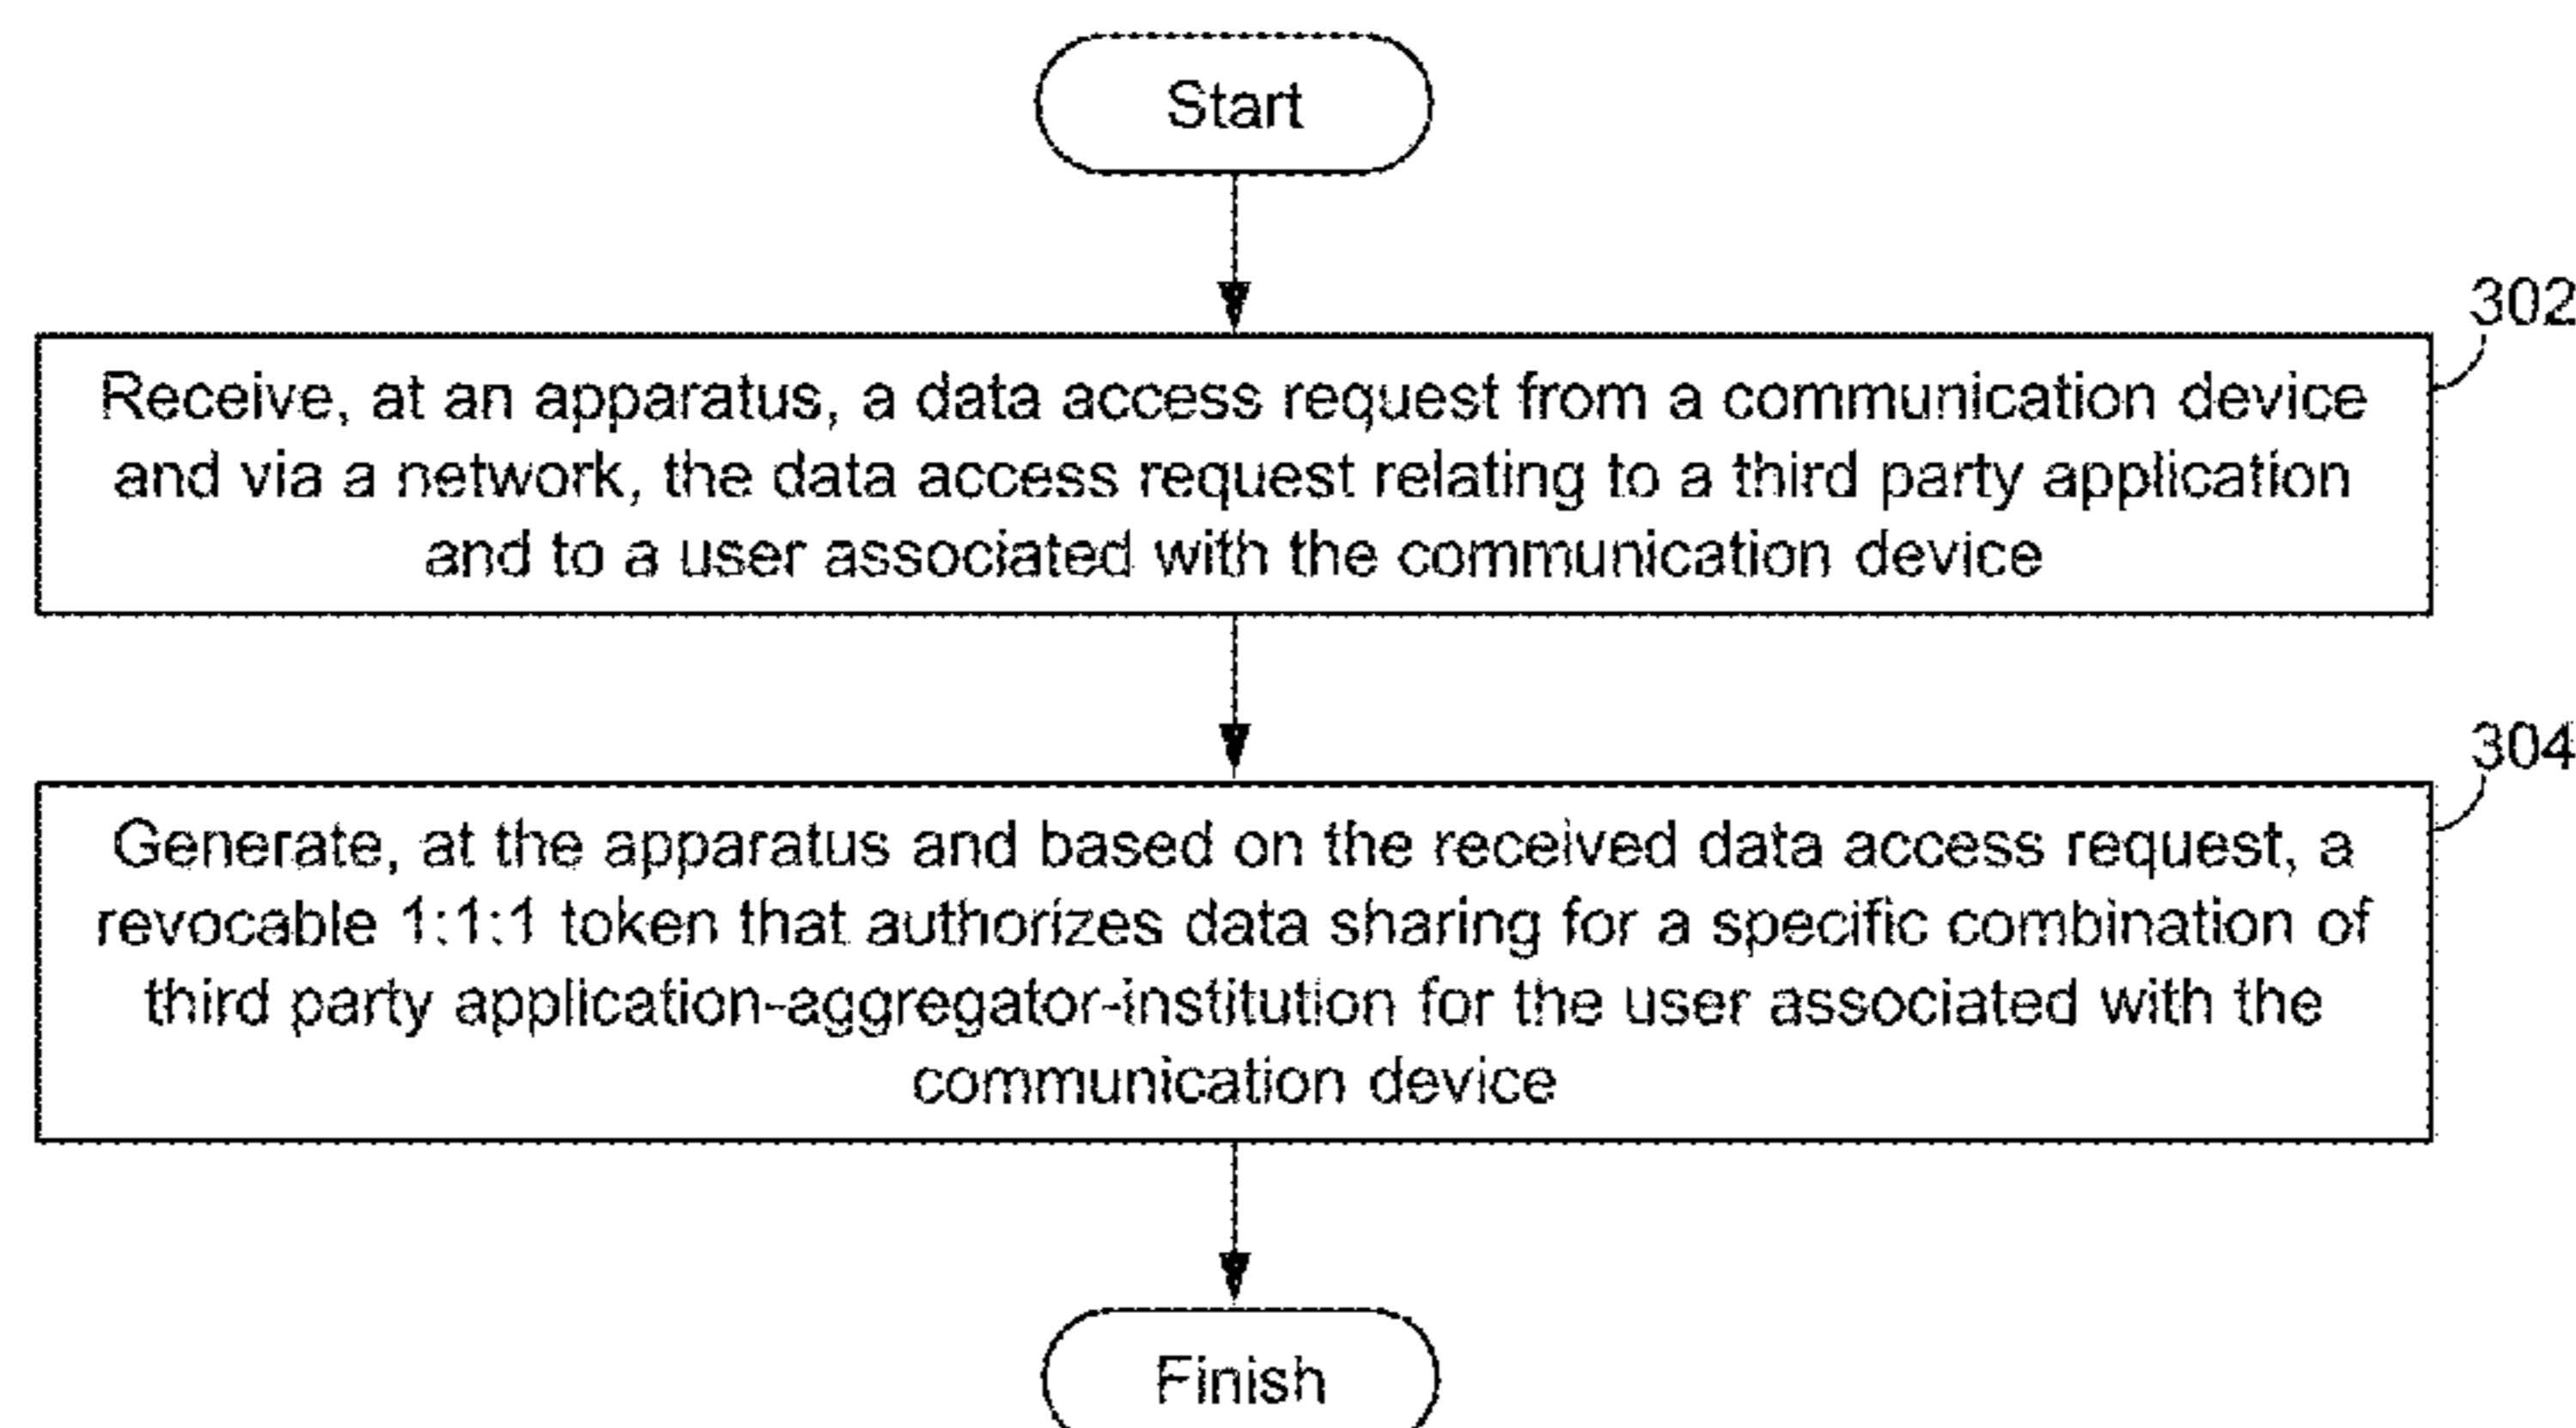 Start
302
Receive, at an apparatus, a data access request from a communication device
and via a network, the data access request relating to a third party application
and to a user associated with the communication device
304
Generate, at the apparatus and based on the received data access request, a
revocable 1:1:1 token that authorizes data sharing for a specific combination of
third party application-aggregator-institution for the user associated with the
communication device
Finish